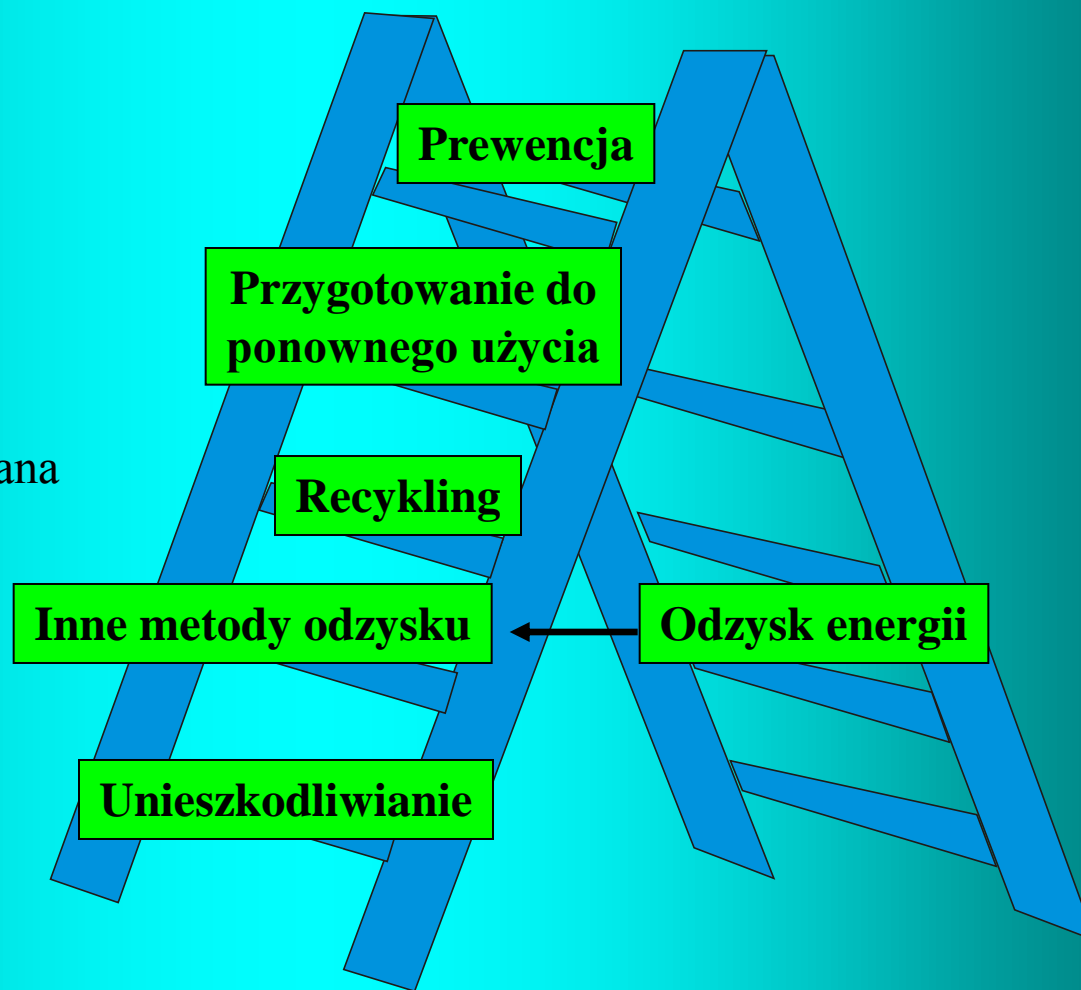 Prewencja
Przygotowanie do
ponownego użycia
ana
Recykling
Inne metody odzysku
Odzysk energii
Unieszkodliwianie